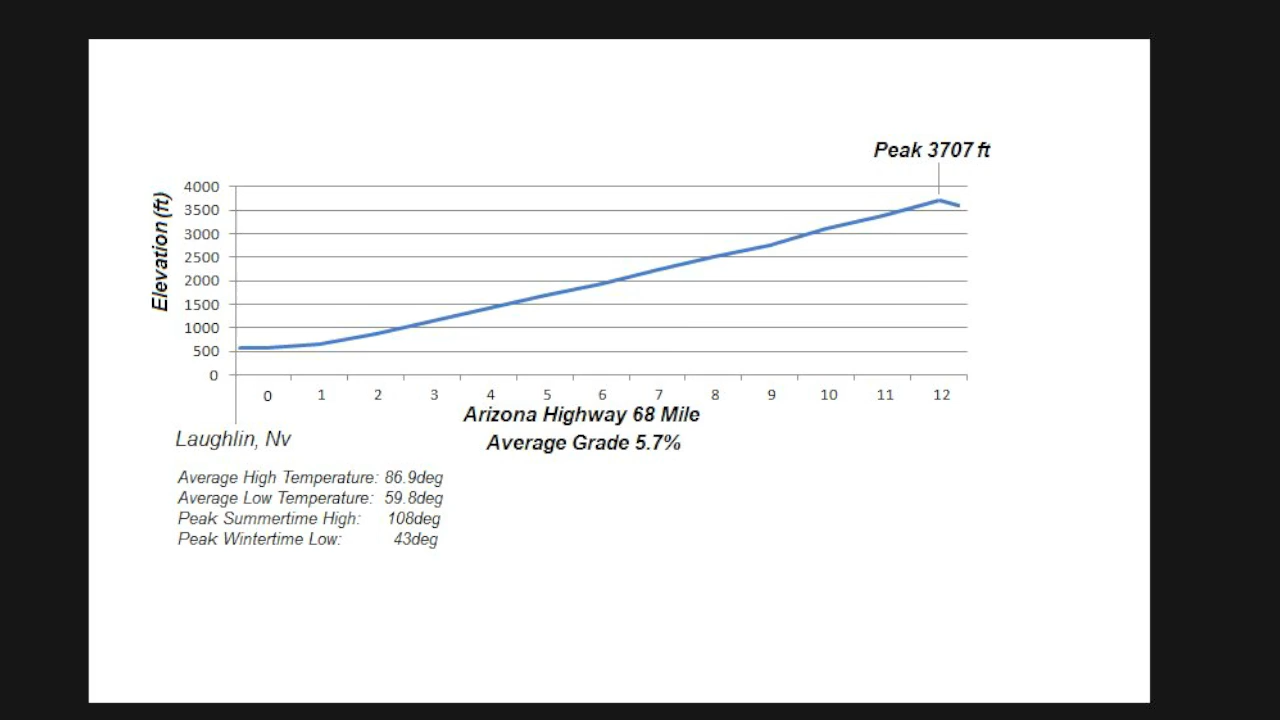 Peak 3707 ft
Elevation (ft)
4000
3500
3000
2500
2000
1500
1000
500
0
0 1 2 3 4 5 6 7 8 9 10 11 12
Arizona Highway 68 Mile
Average Grade 5.7%
Laughlin, Nv
Average High Temperature: 86.9deg
Average Low Temperature: 59.8deg
Peak Summertime High: 108deg
Peak Wintertime Low: 43deg